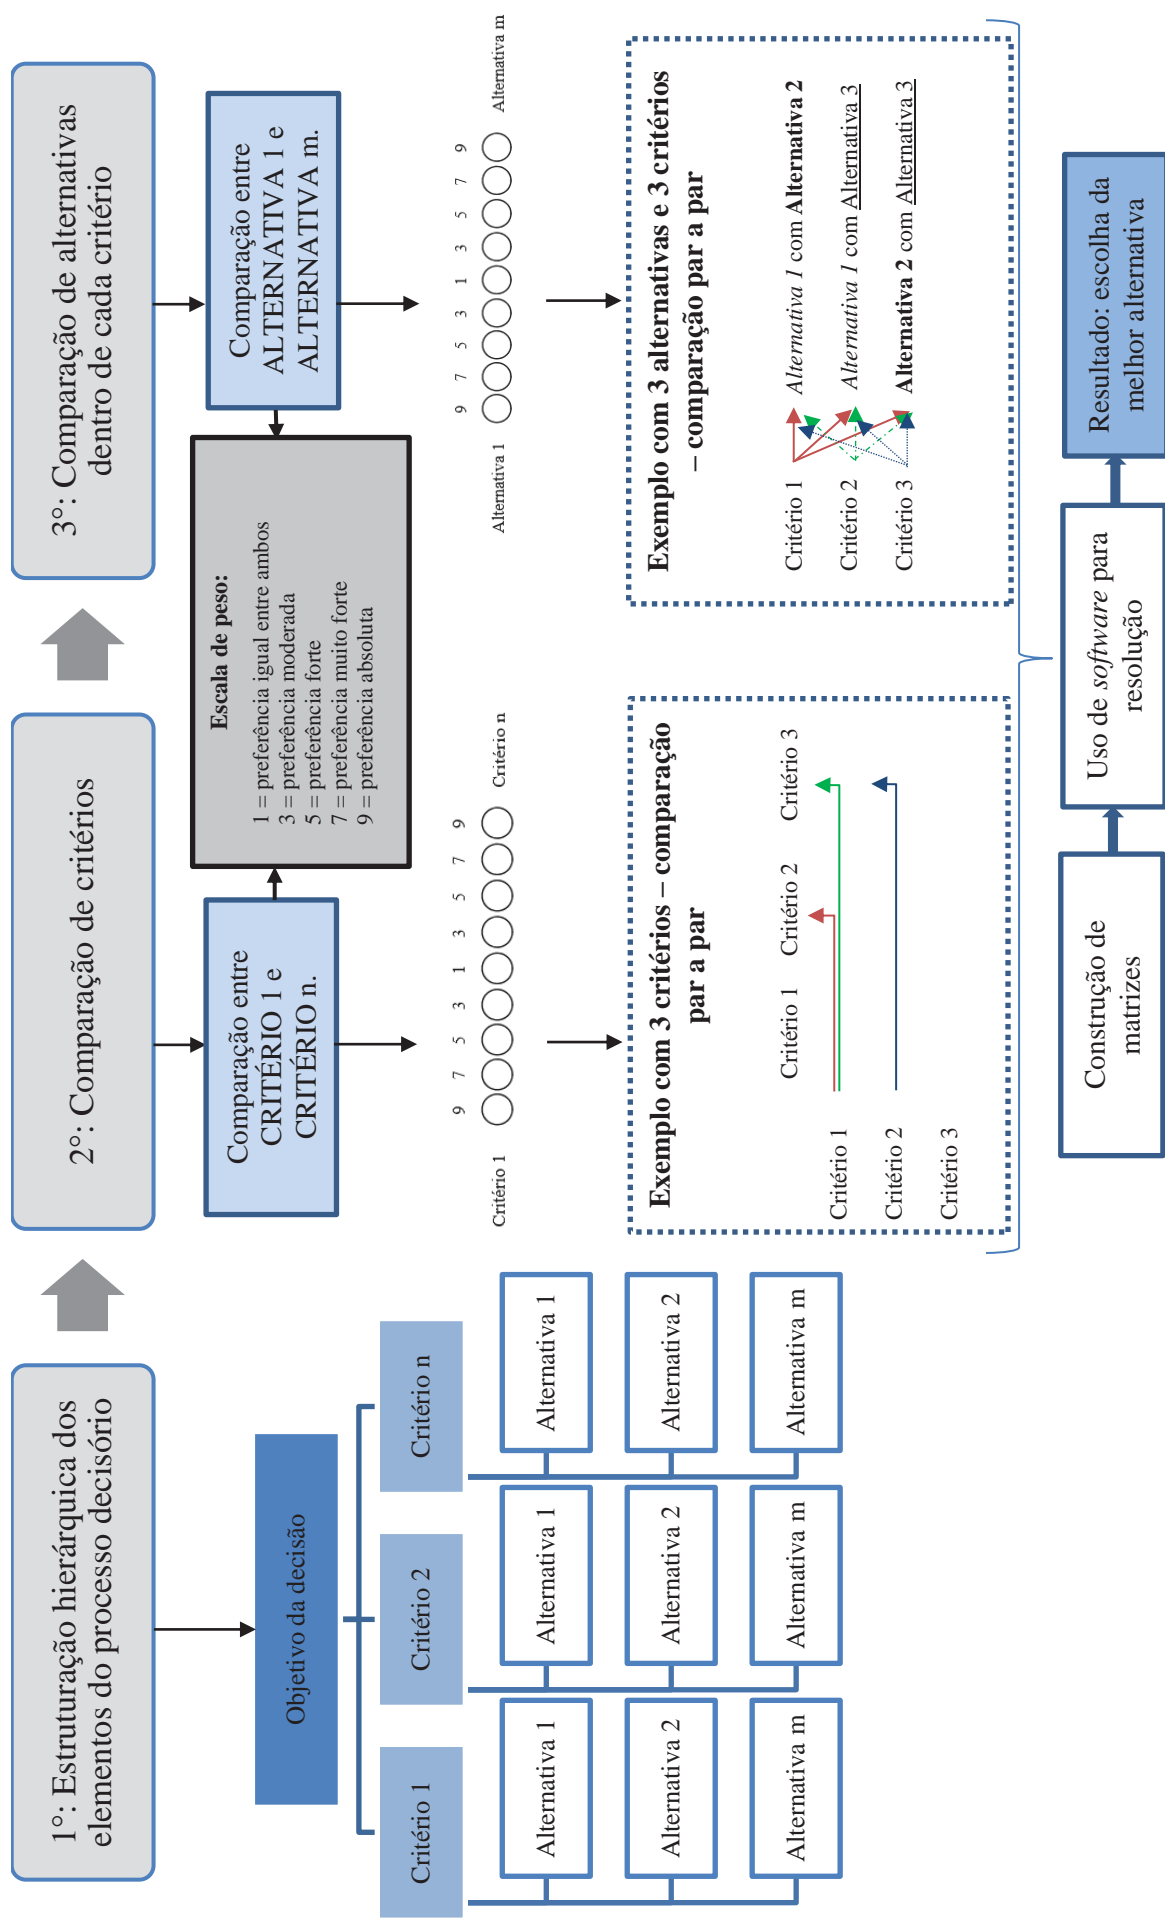 1°: Estruturação hierárquica dos
elementos do processo decisório
Objetivo da decisão
Critério 1
Critério 2
Critério n
Alternativa 1
Alternativa 1
Alternativa 1
Alternativa 2
Alternativa 2
Alternativa 2
Alternativa m
Alternativa m
Alternativa m
2°: Comparação de critérios
Comparação entre
CRITÉRIO 1 e
CRITÉRIO n.
Escala de peso:
1 = preferência igual entre ambos
3 = preferência moderada
5 = preferência forte
7 = preferência muito forte
9 = preferência absoluta
9 7 5 3 1 3 5 7 9
Critério 1 Critério n
Exemplo com 3 critérios – comparação
par a par
Critério 1 Critério 2 Critério 3
Critério 1
Critério 2
Critério 3
3°: Comparação de alternativas
dentro de cada critério
Comparação entre
ALTERNATIVA 1 e
ALTERNATIVA m.
9 7 5 3 1 3 5 7 9
Alternativa 1 Alternativa m
Exemplo com 3 alternativas e 3 critérios
– comparação par a par
Critério 1 Alternativa 1 com Alternativa 2
Critério 2 Alternativa 1 com Alternativa 3
Critério 3 Alternativa 2 com Alternativa 3
Construção de
matrizes
Uso de software para
resolução
Resultado: escolha da
melhor alternativa